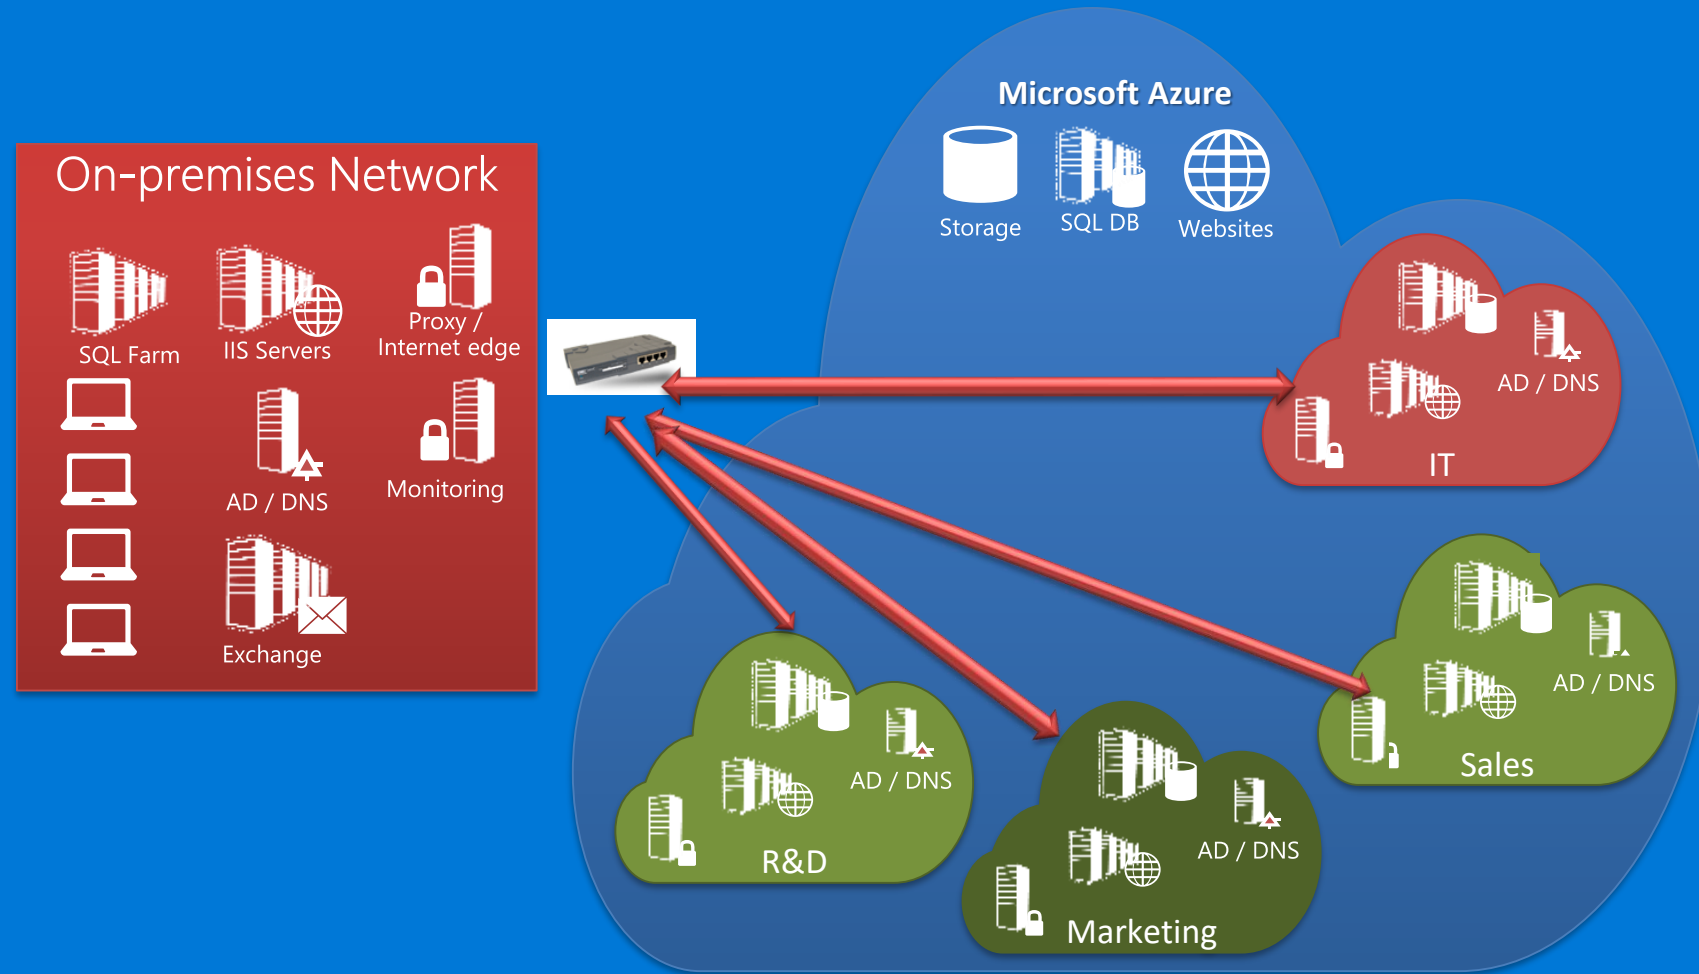 Microsoft Azure
Storage
SQL DB
Websites
On-premises Network
SQL Farm
IIS Servers
Proxy /
Internet edge
AD / DNS
Monitoring
Exchange
AD / DNS
IT
AD / DNS
Sales
AD / DNS
R&D
AD / DNS
Marketing